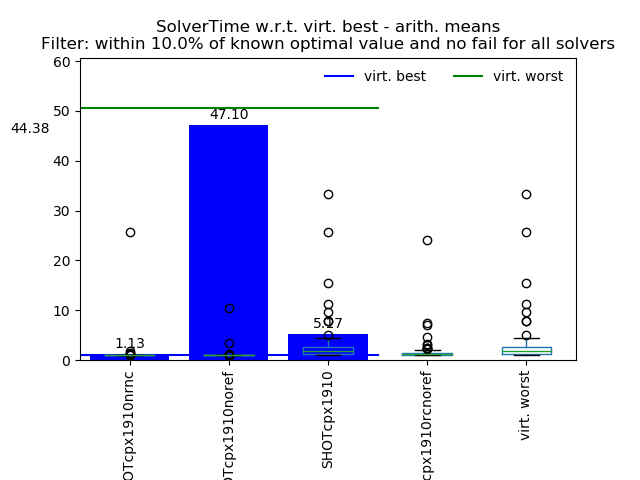 SolverTime w.r.t. virt. best - arith. means
Filter: within 10.0% of known optimal value and no fail for all solvers
virt. best
virt. worst
60
50
40
30
20
10
0
44.38
1.13
47.10
5.17
OTcpx1910nrnc
OTcpx1910noref
SHOTcpx1910
cpx1910rcnoref
virt. worst